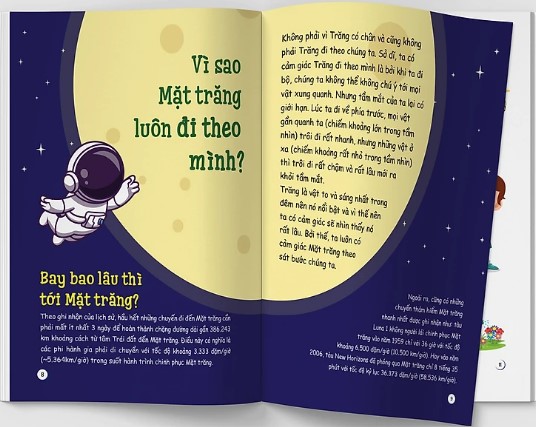 Vì sao
Mặt trăng
luôn đi theo
mình?
Bay bao lâu thì
tới Mặt trăng?
Theo ghi nhận của lịch sử, hầu hết những chuyến đi đến Mặt trăng cần
phải mất ít nhất 3 ngày để hoàn thành chặng đường dài gần 386.243
km khoảng cách từ tâm Trái đất đến Mặt trăng. Điều này có nghĩa là
các phi hành gia phải di chuyển với tốc độ khoảng 3.333 dặm/giờ
(~5.364km/giờ) trong suốt hành trình chinh phục Mặt trăng.
8
Không phải vì Trăng có chân và cũng không
phải Trăng đi theo chúng ta. Sở dĩ, ta có
cảm giác Trăng đi theo mình là bởi khi ta đi
bộ, chúng ta không thể không chú ý tới mọi
vật xung quanh. Nhưng tầm mắt của ta lại có
giới hạn. Lúc ta đi về phía trước, mọi vật
gần quanh ta (chiếm khoảng lớn trong tầm
nhìn) trôi đi rất nhanh, nhưng những vật ở
xa (chiếm khoảng rất nhỏ trong tầm nhìn)
thì trôi đi rất chậm và rất lâu mới ra
khỏi tầm mắt.
Trăng là vật to và sáng nhất trong
đêm nên nó nổi bật và vì thế nên
ta có cảm giác sẽ nhìn thấy nó
rất lâu. Bởi thế, ta luôn có
cảm giác Mặt trăng theo
sát bước chúng ta.
Ngoài ra, cũng có những
chuyến thám hiểm Mặt trăng
nhanh nhất được ghi nhận như tàu
Luna 1 không người lái chinh phục Mặt
trăng vào năm 1959 chỉ với 36 giờ với tốc độ
khoảng 6.500 dặm/giờ (10,500 km/giờ). Hay vào năm
2006, tàu New Horizons đã phóng qua Mặt trăng chỉ 8 tiếng 35
phút với tốc độ kỷ lục 36.373 dặm/giờ (58.536 km/giờ).